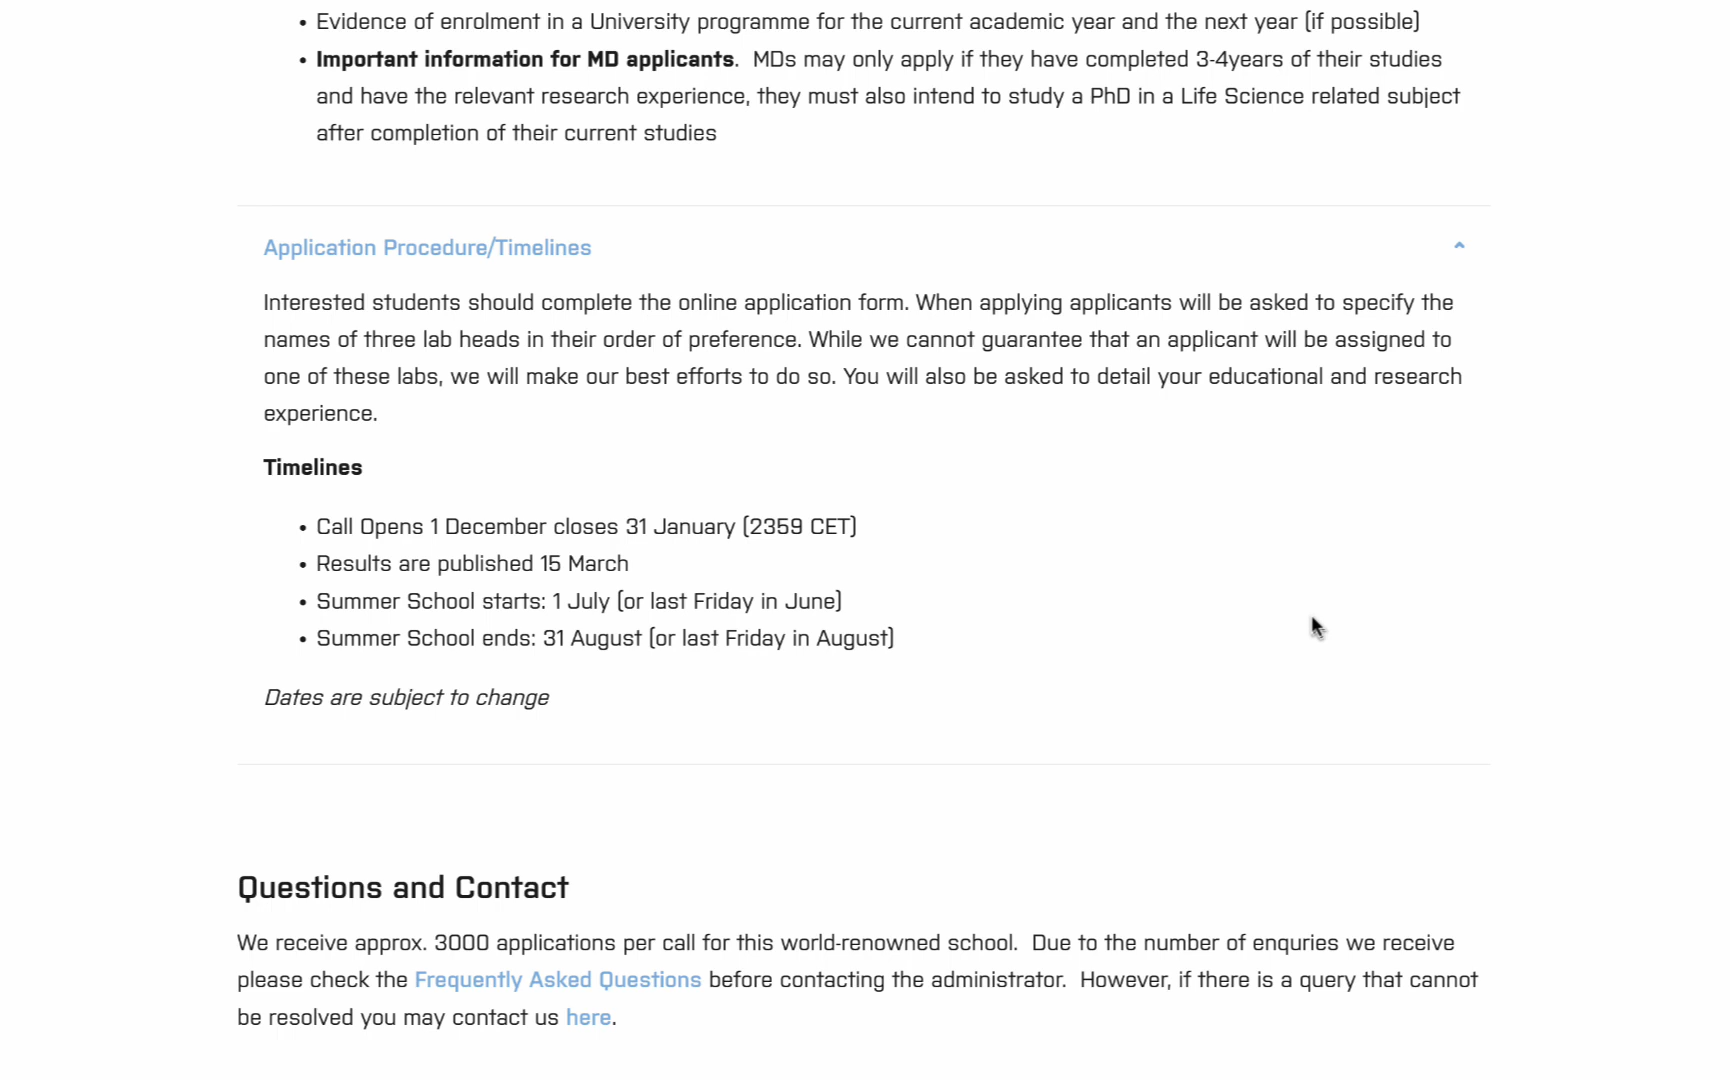 • Evidence of enrolment in a University programme for the current academic year and the next year (if possible)
• Important information for MD applicants.  MDs may only apply if they have completed 3-4years of their studies
and have the relevant research experience, they must also intend to study a PhD in a Life Science related subject
after completion of their current studies
Application Procedure/Timelines
Interested students should complete the online application form. When applying applicants will be asked to specify the
names of three lab heads in their order of preference. While we cannot guarantee that an applicant will be assigned to
one of these labs, we will make our best efforts to do so. You will also be asked to detail your educational and research
experience.
Timelines
• Call Opens 1 December closes 31 January (2359 CET)
• Results are published 15 March
• Summer School starts: 1 July (or last Friday in June)
• Summer School ends: 31 August (or last Friday in August)
Dates are subject to change
Questions and Contact
We receive approx. 3000 applications per call for this world-renowned school.  Due to the number of enquries we receive
please check the Frequently Asked Questions before contacting the administrator.  However, if there is a query that cannot
be resolved you may contact us here.